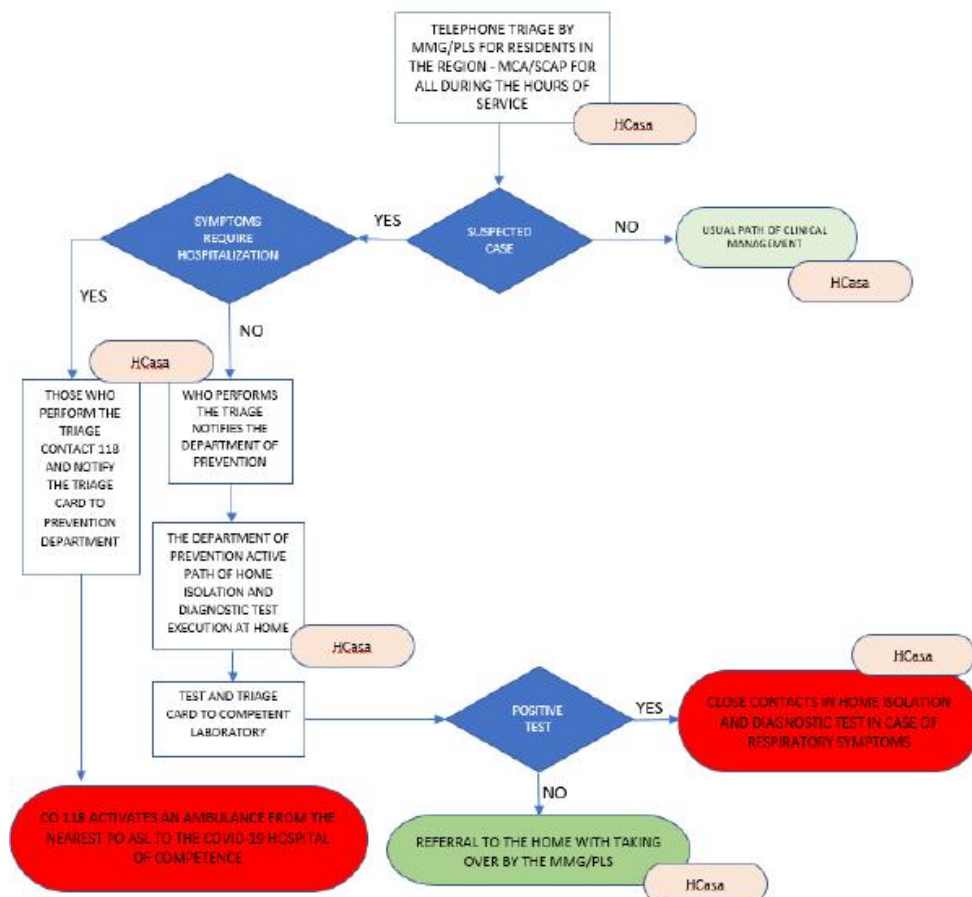 TELEPHONE TRIAGE BY
MMG/PLS FOR RESIDENTS IN
THE REGION - MCA/SCAP FOR
ALL DURING THE HOURS OF
SERVICE
HCasa
SYMPTOMS
REQUIRE
HOSPITALIZATION
YES
SUSPECTED
CASE
NO
USUAL PATH OF CLINICAL
MANAGEMENT
HCasa
YES
NO
HCasa
THOSE WHO
PERFORM THE
TRIAGE
CONTACT 118
AND NOTIFY
THE TRIAGE
CARD TO
PREVENTION
DEPARTMENT
WHO PERFORMS
THE TRIAGE
NOTIFIES THE
DEPARTMENT OF
PREVENTION
THE DEPARTMENT OF
PREVENTION ACTIVE
PATH OF HOME
ISOLATION AND
DIAGNOSTIC TEST
EXECUTION AT HOME
HCasa
TEST AND TRIAGE
CARD TO COMPETENT
LABORATORY
POSITIVE
TEST
YES
HCasa
CLOSE CONTACTS IN HOME ISOLATION
AND DIAGNOSTIC TEST IN CASE OF
RESPIRATORY SYMPTOMS
NO
CO 118 ACTIVATES AN AMBULANCE FROM THE
NEAREST PO ASL TO THE COVID-19 HOSPITAL
OF COMPETENCE
REFERRAL TO THE HOME WITH TAKING
OVER BY THE MMG/PLS
HCasa